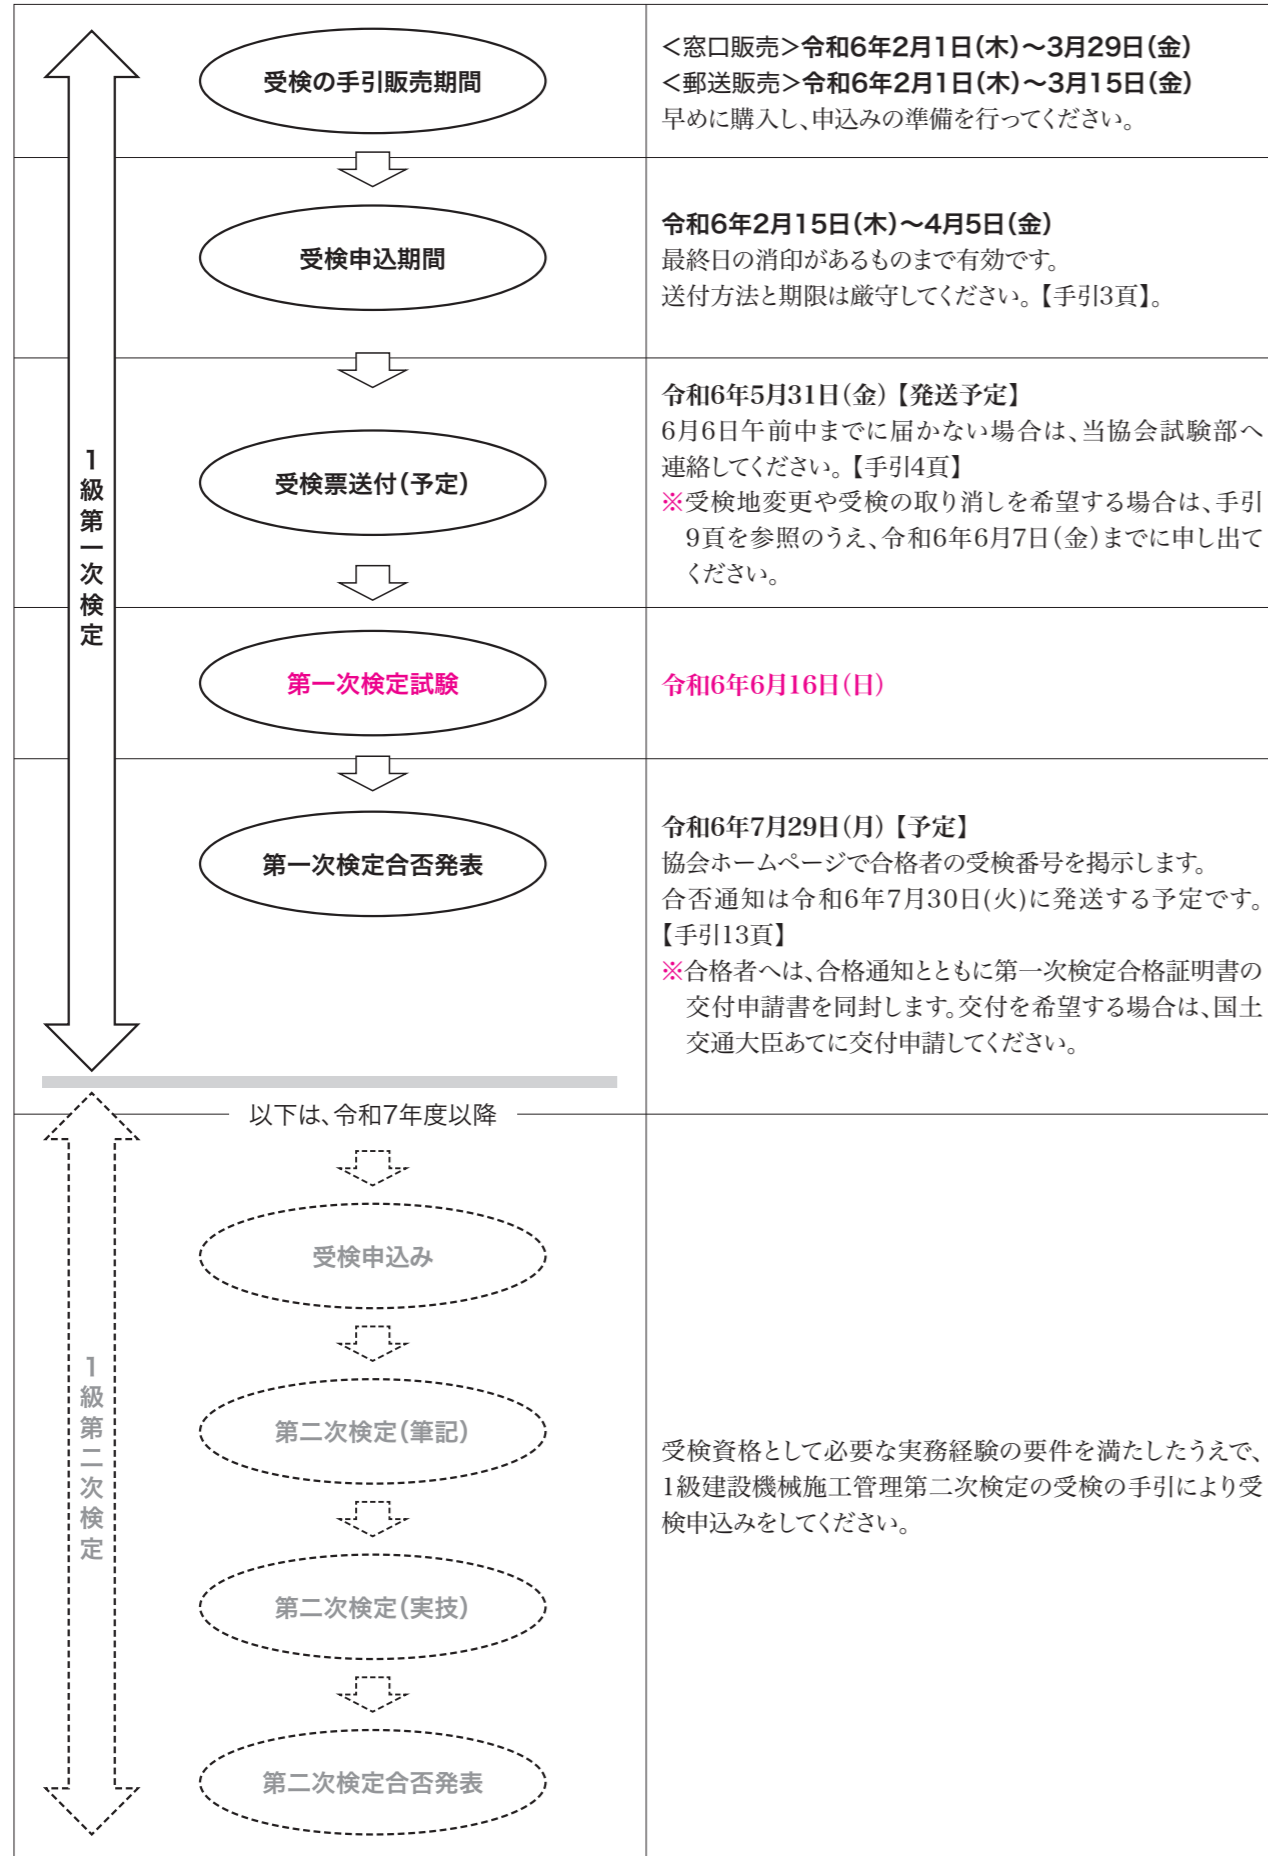 受検の手引販売期間
<窓口販売>令和6年2月1日(木)〜3月29日(金)
<郵送販売>令和6年2月1日(木)〜3月15日(金)
早めに購入し、申込みの準備を行ってください。
受検申込期間
令和6年2月15日(木)〜4月5日(金)
最終日の消印があるものまで有効です。
送付方法と期限は厳守してください。【手引3頁】。
1級第一次検定
受検票送付(予定)
令和6年5月31日(金)【発送予定】
6月6日午前中までに届かない場合は、当協会試験部へ
連絡してください。【手引4頁】
※受検地変更や受検の取り消しを希望する場合は、手引
9頁を参照のうえ、令和6年6月7日(金)までに申し出て
ください。
第一次検定試験
令和6年6月16日(日)
第一次検定合否発表
令和6年7月29日(月)【予定】
協会ホームページで合格者の受検番号を掲示します。
合否通知は令和6年7月30日(火)に発送する予定です。
【手引13頁】
※合格者へは、合格通知とともに第一次検定合格証明書の
交付申請書を同封します。交付を希望する場合は、国土
交通大臣あてに交付申請してください。
以下は、令和7年度以降
1級第二次検定
受検申込み
第二次検定(筆記)
第二次検定(実技)
第二次検定合否発表
受検資格として必要な実務経験の要件を満たしたうえで、
1級建設機械施工管理第二次検定の受検の手引により受
検申込みをしてください。